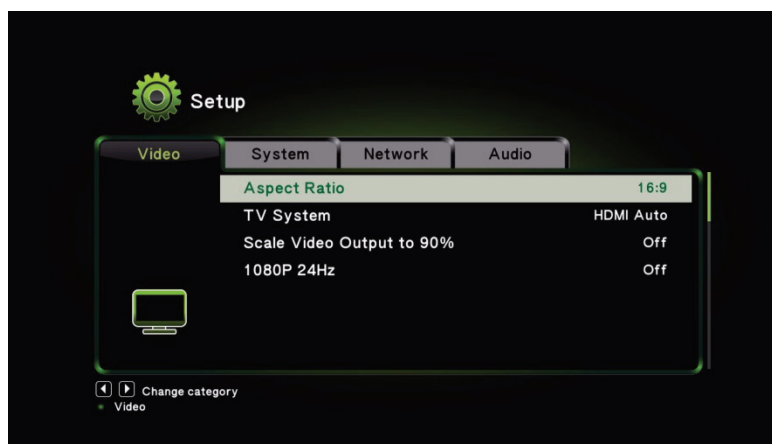 Setup
Video System Network Audio
Aspect Ratio 16:9
TV System HDMI Auto
Scale Video Output to 90% Off
1080P 24Hz Off
Change category
Video